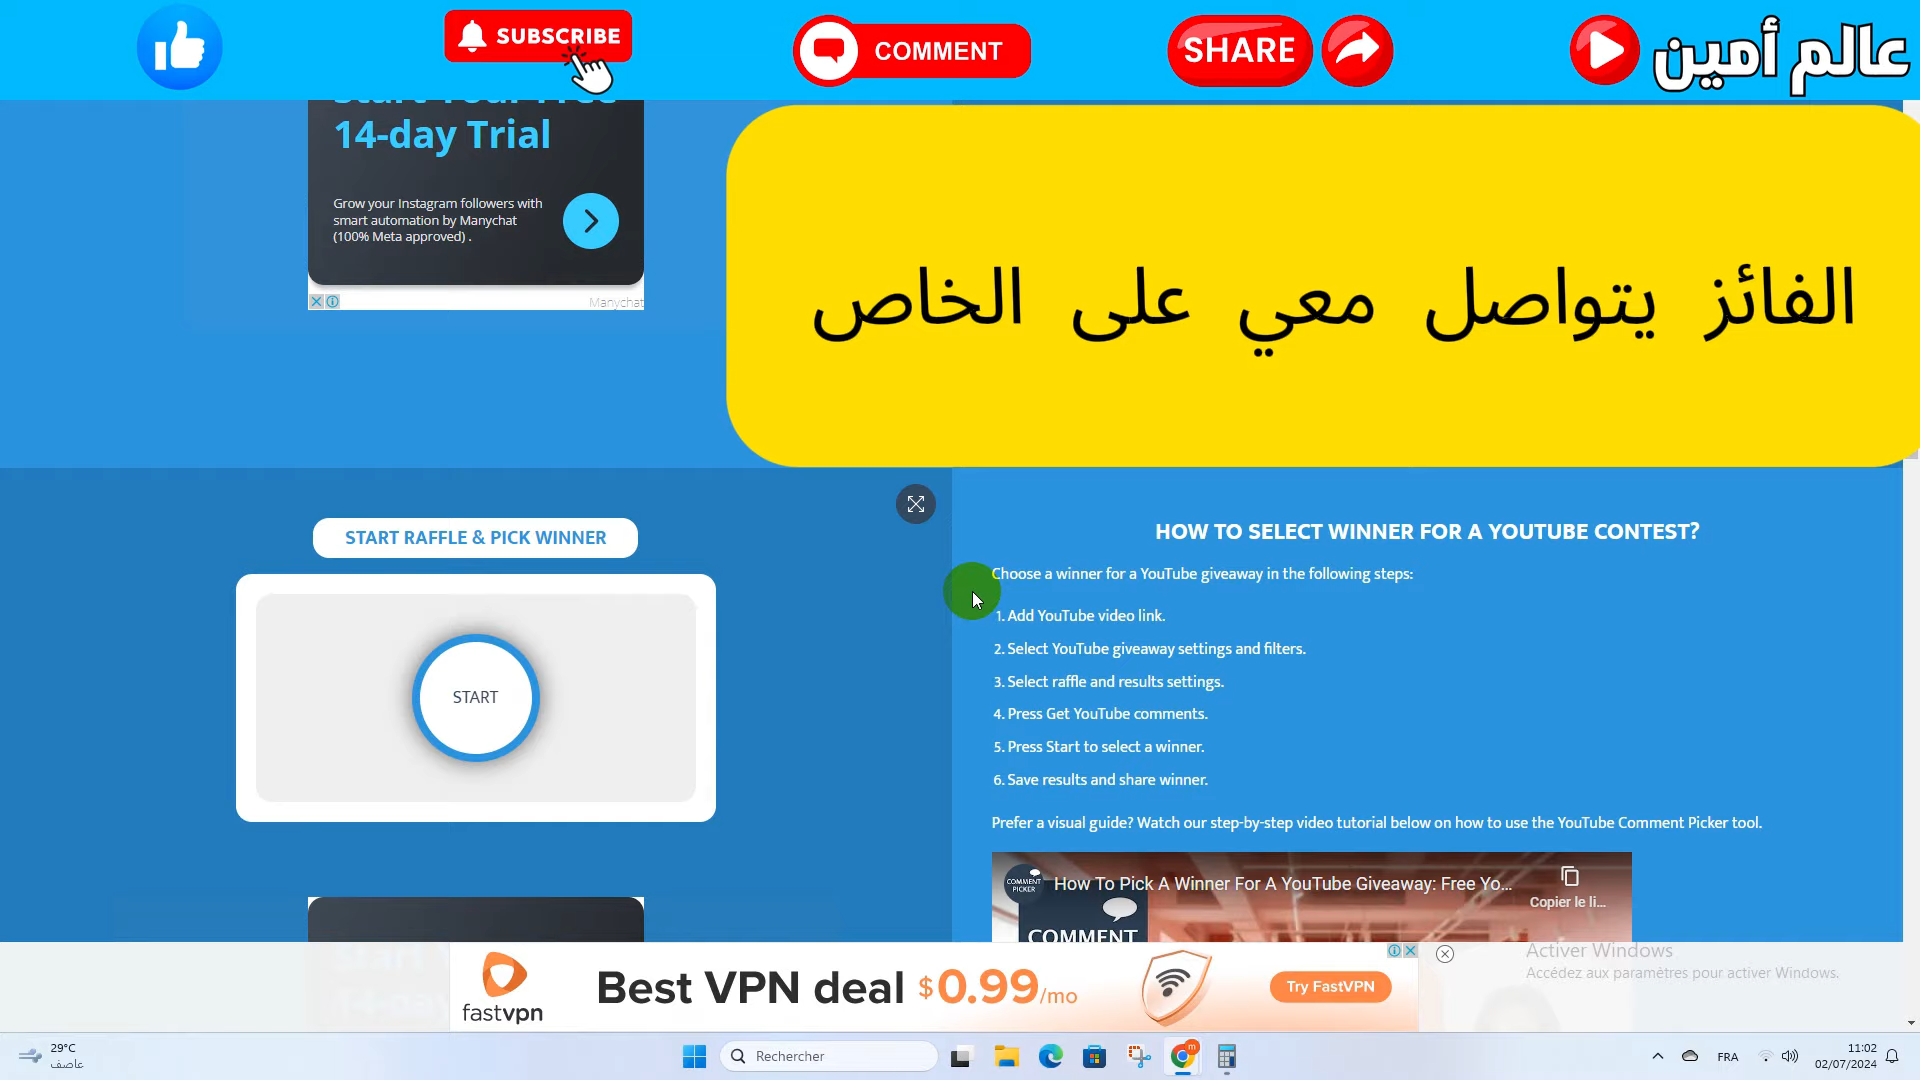 SUBSCRIBE
COMMENT
SHARE
عالم أمين
14-day Trial
Grow your Instagram followers with
smart automation by Manychat
(100% Meta approved) .
Manychat
الفائز يتواصل معي على الخاص
START RAFFLE & PICK WINNER
START
HOW TO SELECT WINNER FOR A YOUTUBE CONTEST?
Choose a winner for a YouTube giveaway in the following steps:
1. Add YouTube video link.
2. Select YouTube giveaway settings and filters.
3. Select raffle and results settings.
4. Press Get YouTube comments.
5. Press Start to select a winner.
6. Save results and share winner.
Prefer a visual guide? Watch our step-by-step video tutorial below on how to use the YouTube Comment Picker tool.
COMMENT
PICKER
How To Pick A Winner For A YouTube Giveaway: Free Yo...
Copier le li...
COMMENT
fastvpn
Best VPN deal $0.99/mo
Try FastVPN
Activer Windows
Accédez aux paramètres pour activer Windows.
29°C
عاصف
Rechercher
FRA
11:02
02/07/2024